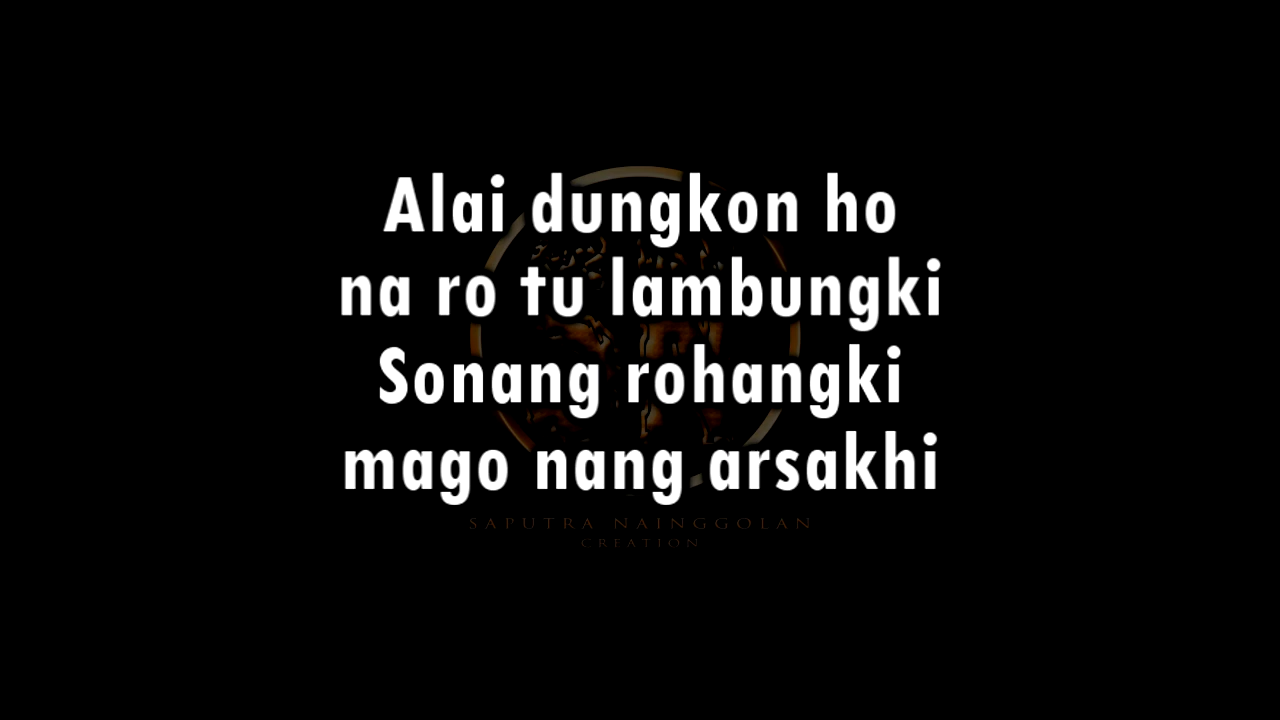 Alai dungkon ho
na ro tu lambungki
Sonang rohangki
mago nang arsakhi
SAPUTRA NAINGGOLAN
CREATION